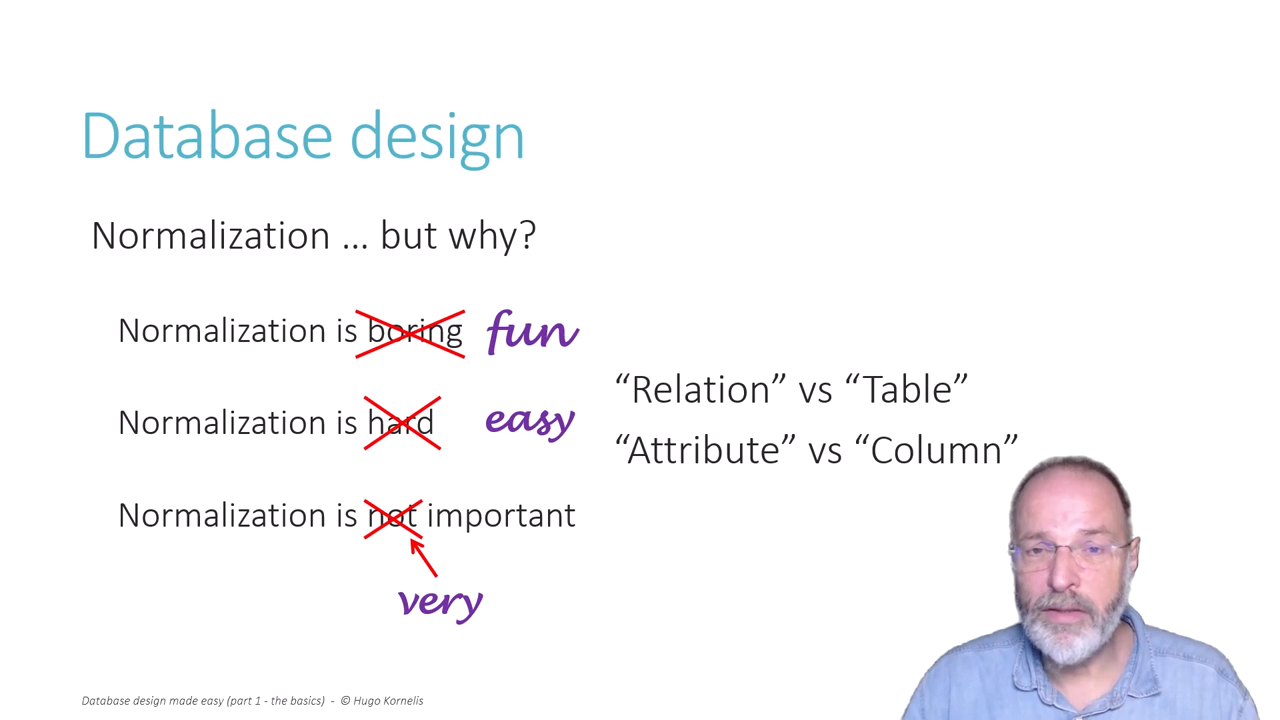 Database design
Normalization ... but why?
Normalization is boring fun
Normalization is hard easy
Normalization is not important
very
“Relation” vs “Table”
“Attribute” vs “Column”
Database design made easy (part 1 - the basics) - © Hugo Kornelis